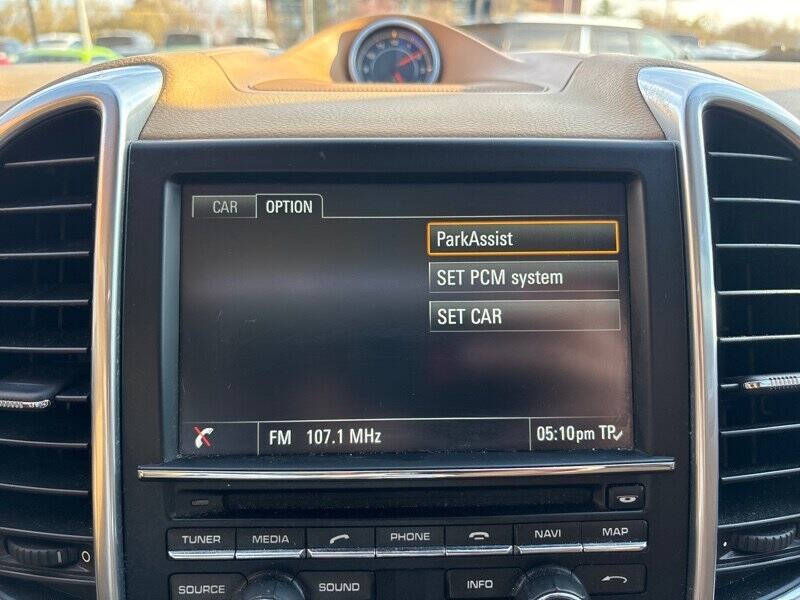 CAR OPTION
ParkAssist
SET PCM system
SET CAR
FM 107.1 MHz 05:10pm TP
TUNER MEDIA PHONE NAVI MAP
SOURCE SOUND INFO